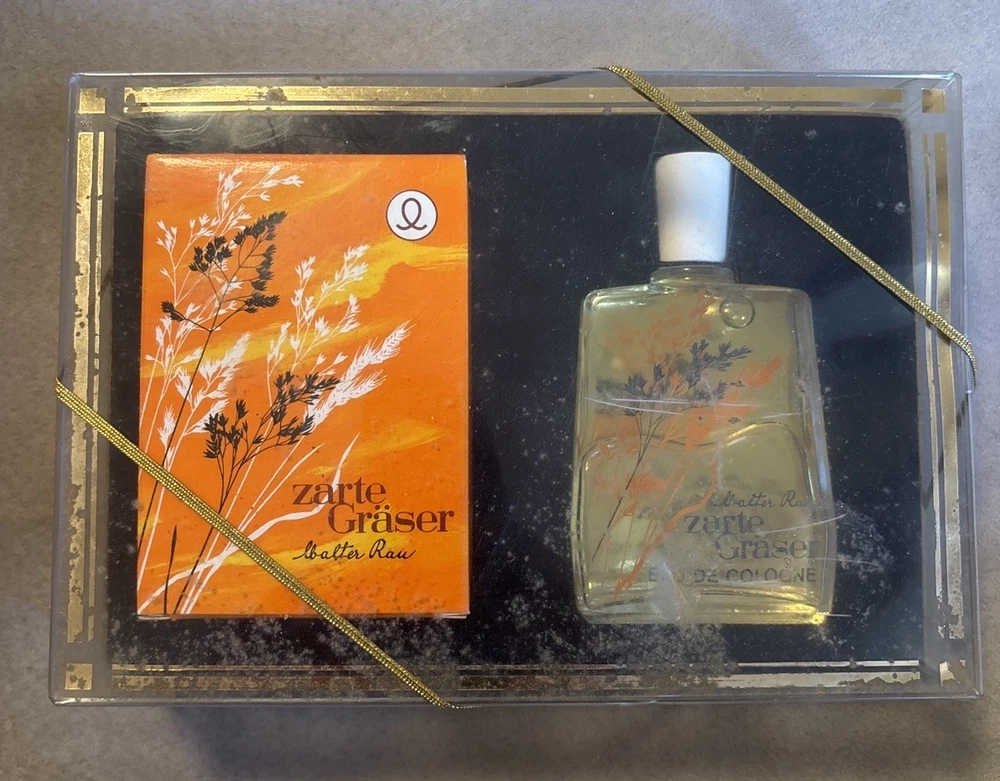 zarte
Gräser
Walter Rau
Walter Rau
zarte
Gräser
EAU DE COLOGNE